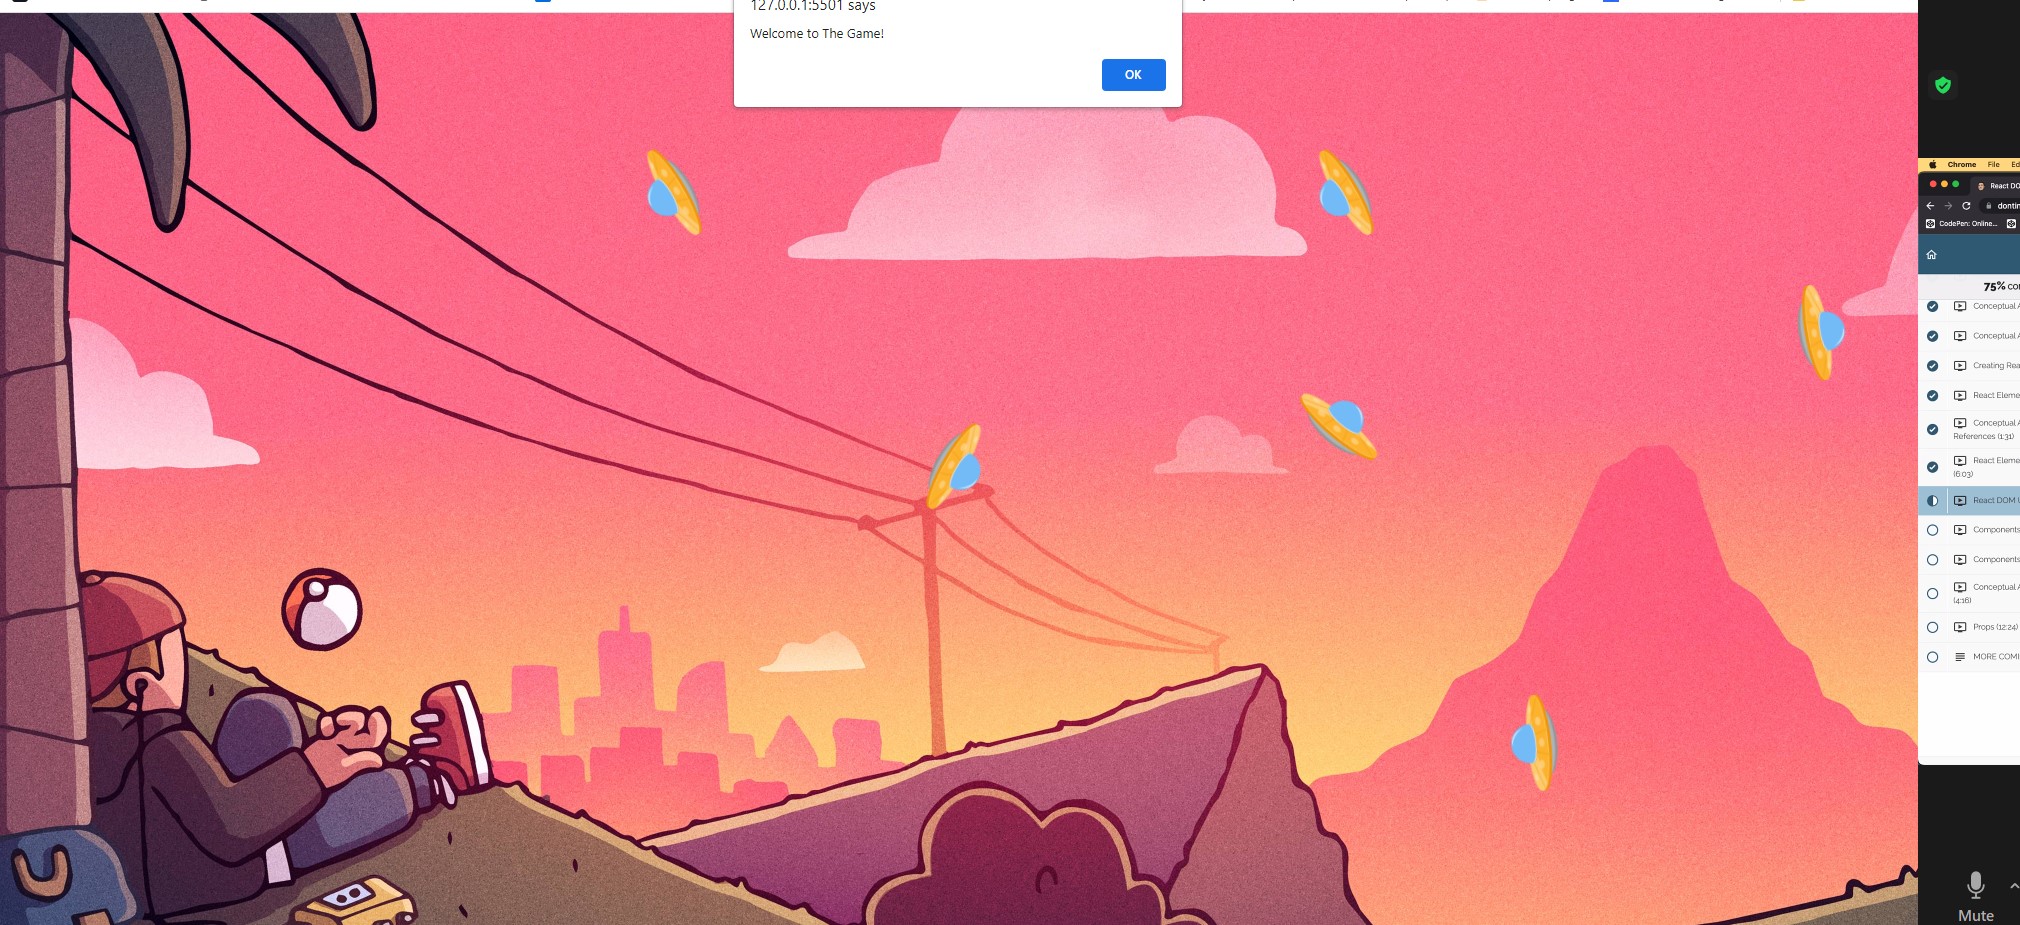 127.0.0.1:5501 says
Welcome to The Game!
OK
Chrome File Ed
React DO
dontin
CodePen: Online...
75% co
Conceptual A
Conceptual A
Creating Rea
React Eleme
Conceptual A
References (1:31)
React Eleme
(6:03)
React DOM
Components
Components
Conceptual A
(4:16)
Props (12:24)
MORE COMI
Mute